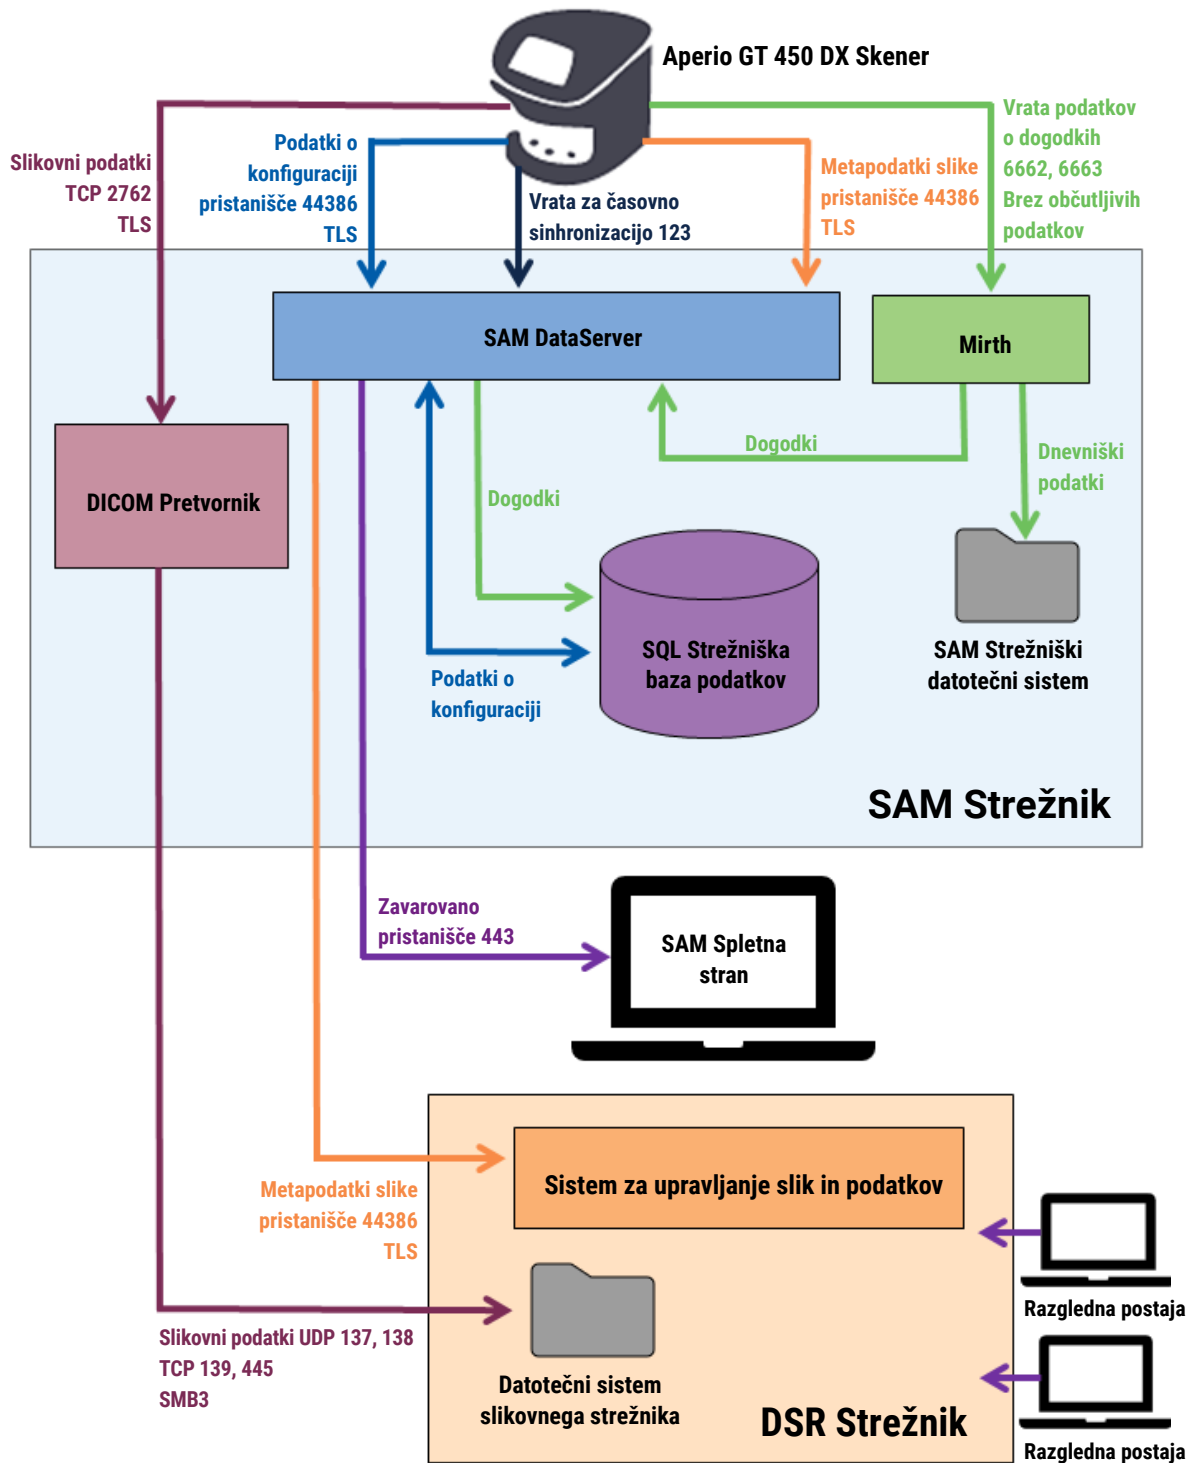 Aperio GT 450 DX Skener
Slikovni podatki
TCP 2762
TLS
Podatki o
konfiguraciji
pristanišče 44386
TLS
Vrata za časovno
sinhronizacijo 123
Metapodatki slike
pristanišče 44386
TLS
Vrata podatkov
o dogodkih
6662, 6663
Brez občutljivih
podatkov
SAM DataServer
Mirth
DICOM Pretvornik
Dogodki
Dogodki
Dnevniški
podatki
Podatki o
konfiguraciji
SQL Strežniška
baza podatkov
SAM Strežniški
datotečni sistem
SAM Strežnik
Zavarovano
pristanišče 443
SAM Spletna
stran
Metapodatki slike
pristanišče 44386
TLS
Sistem za upravljanje slik in podatkov
Slikovni podatki UDP 137, 138
TCP 139, 445
SMB3
Datotečni sistem
slikovnega strežnika
DSR Strežnik
Razgledna postaja
Razgledna postaja